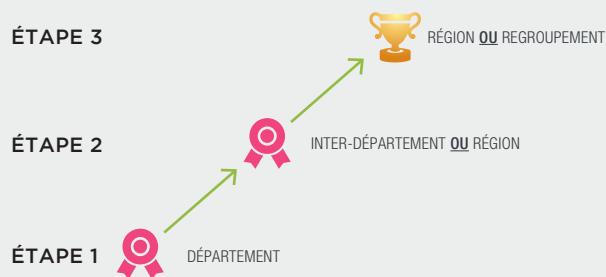 ÉTAPE 3
RÉGION OU REGROUPEMENT
ÉTAPE 2
INTER-DÉPARTEMENT OU RÉGION
ÉTAPE 1
DÉPARTEMENT